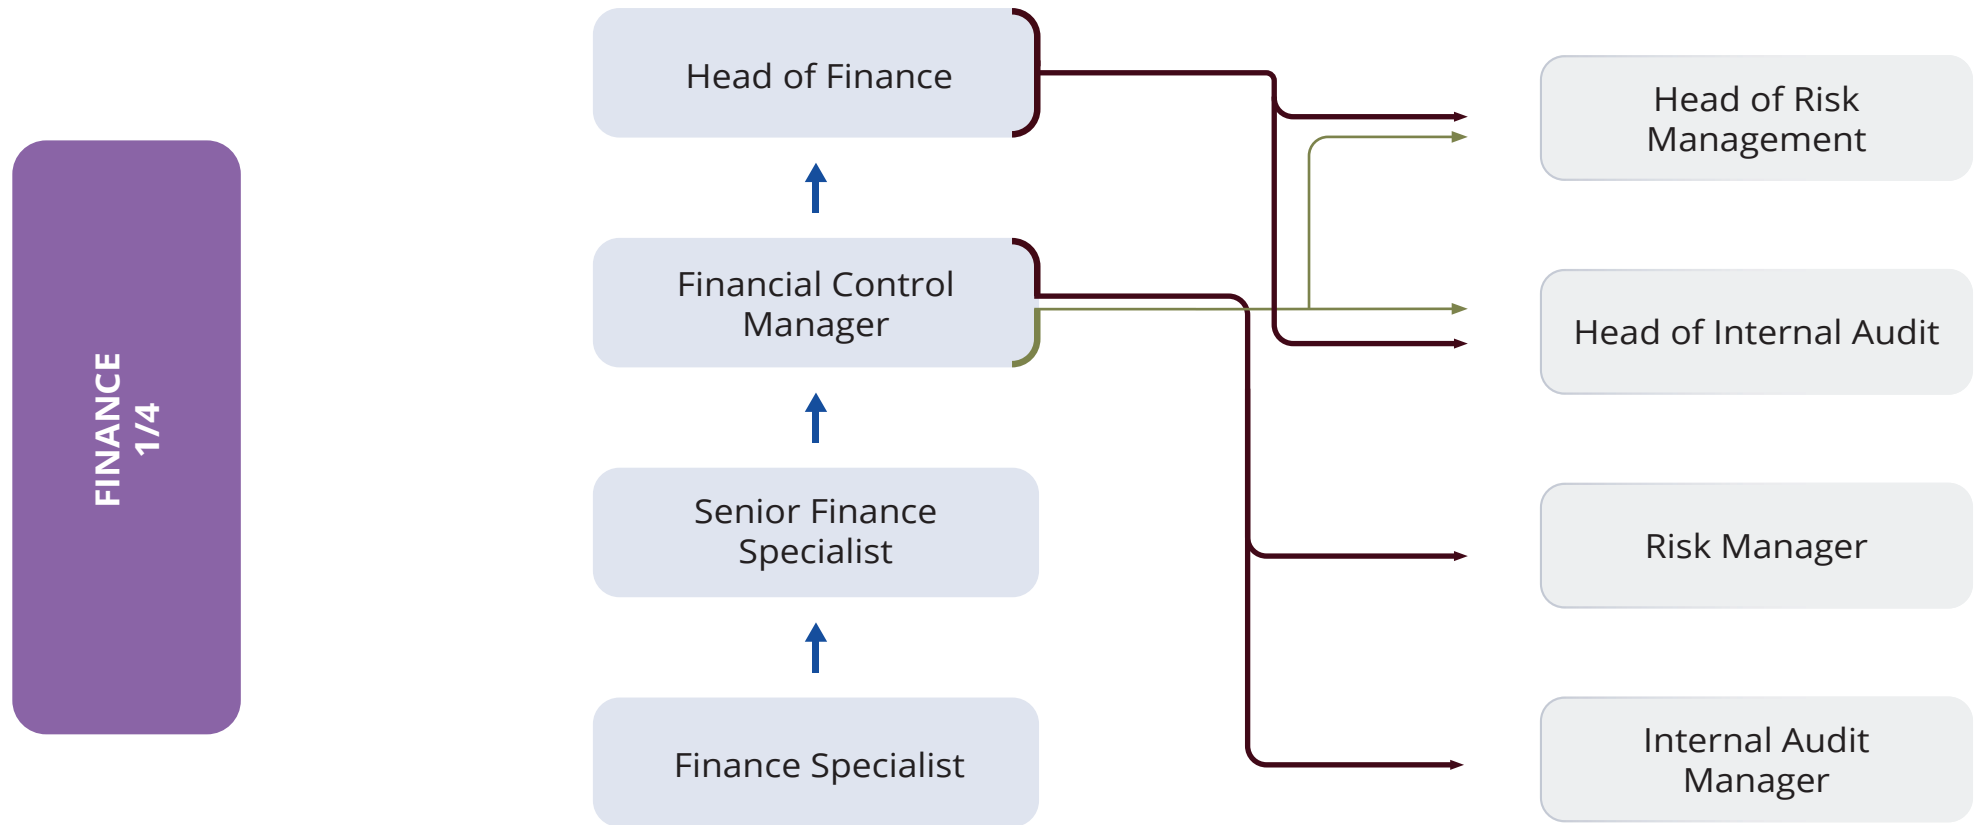 FINANCE
1/4
Head of Finance
Financial Control
Manager
Senior Finance
Specialist
Finance Specialist
Head of Risk
Management
Head of Internal Audit
Risk Manager
Internal Audit
Manager